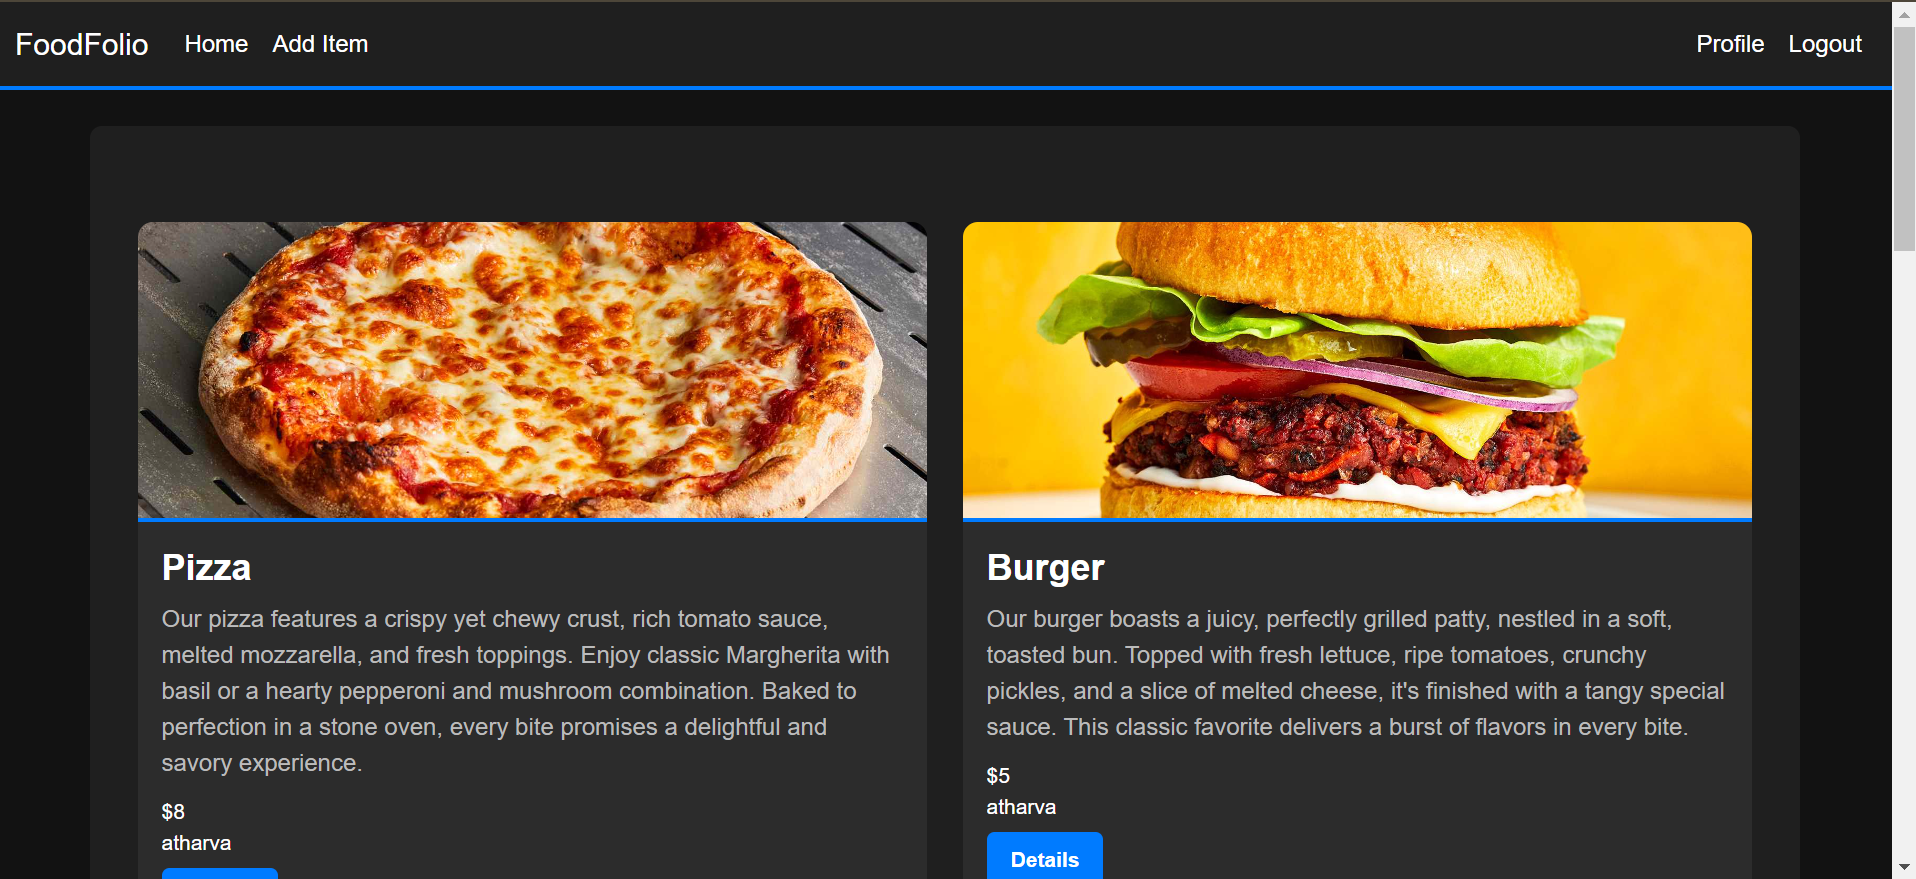 FoodFolio Home Add Item Profile Logout
Pizza
Our pizza features a crispy yet chewy crust, rich tomato sauce,
melted mozzarella, and fresh toppings. Enjoy classic Margherita with
basil or a hearty pepperoni and mushroom combination. Baked to
perfection in a stone oven, every bite promises a delightful and
savory experience.
$8
atharva
Burger
Our burger boasts a juicy, perfectly grilled patty, nestled in a soft,
toasted bun. Topped with fresh lettuce, ripe tomatoes, crunchy
pickles, and a slice of melted cheese, it's finished with a tangy special
sauce. This classic favorite delivers a burst of flavors in every bite.
$5
atharva
Details